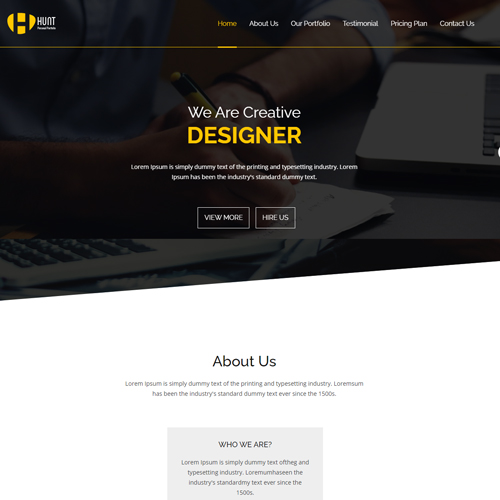 HUNT
Personal Portfolio
Home About Us Our Portfolio Testimonial Pricing Plan Contact Us
We Are Creative
DESIGNER
Lorem Ipsum is simply dummy text of the printing and typesetting industry. Lorem
Ipsum has been the industry's standard dummy text.
VIEW MORE HIRE US
About Us
Lorem Ipsum is simply dummy text of the printing and typesetting industry. Loremsum
has been the industry's standard dummy text ever since the 1500s.
WHO WE ARE?
Lorem Ipsum is simply dummy text oftheg and
typesetting industry. Loremumhaseen the
industry's standardum dummy text ever since the
1500s.